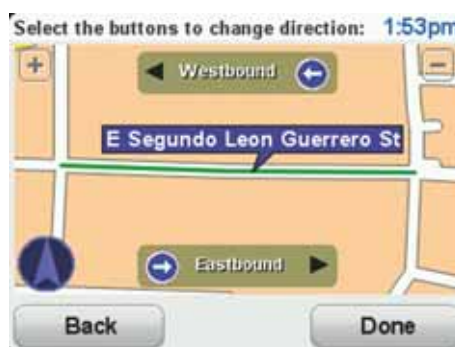 Select the buttons to change direction: 1:53pm
Westbound
E Segundo Leon Guerrero St
Eastbound
Back Done